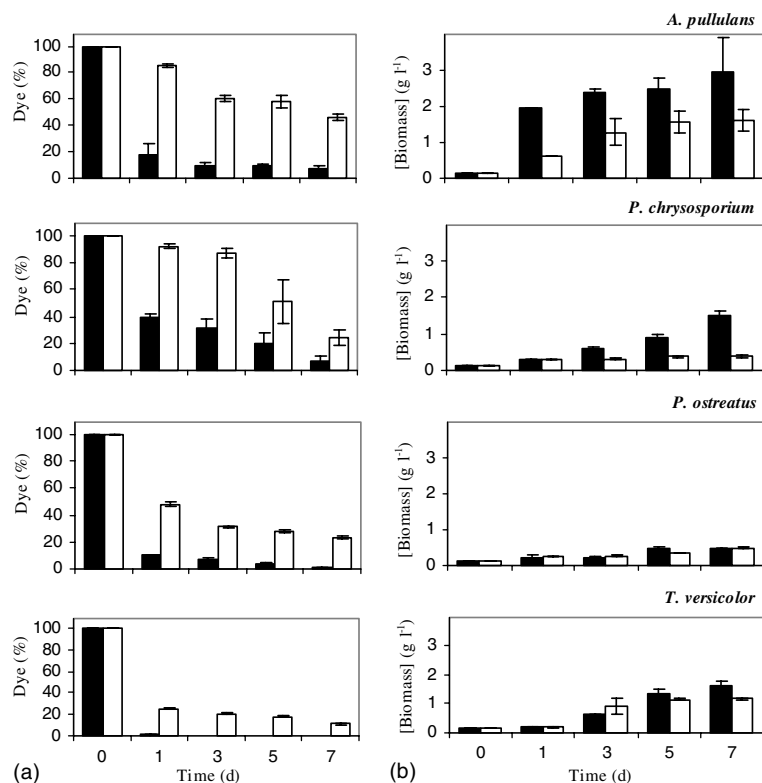 A. pullulans
100
80
60
40
20
0
Dye (%)
3
2
1
0
[Biomass] (g l⁻¹)
P. chrysosporium
100
80
60
40
20
0
Dye (%)
3
2
1
0
[Biomass] (g l⁻¹)
P. ostreatus
100
80
60
40
20
0
Dye (%)
3
2
1
0
[Biomass] (g l⁻¹)
T. versicolor
100
80
60
40
20
0
Dye (%)
3
2
1
0
[Biomass] (g l⁻¹)
0 1 3 5 7
0 1 3 5 7
(a) Time (d)
(b) Time (d)